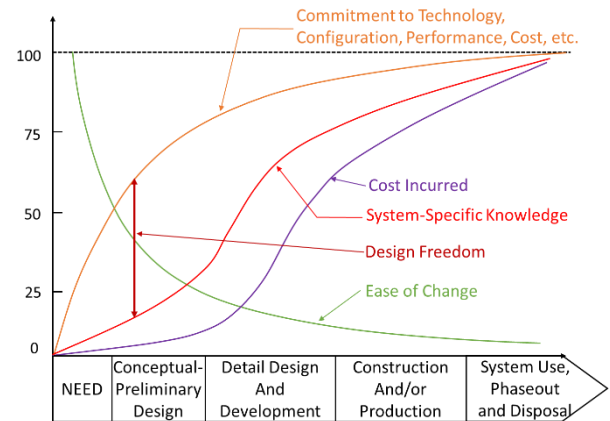 Commitment to Technology,
Configuration, Performance, Cost, etc.
100
75
50
25
0
Cost Incurred
System-Specific Knowledge
Design Freedom
Ease of Change
NEED
Conceptual-
Preliminary
Design
Detail Design
And
Development
Construction
And/or
Production
System Use,
Phaseout
and Disposal